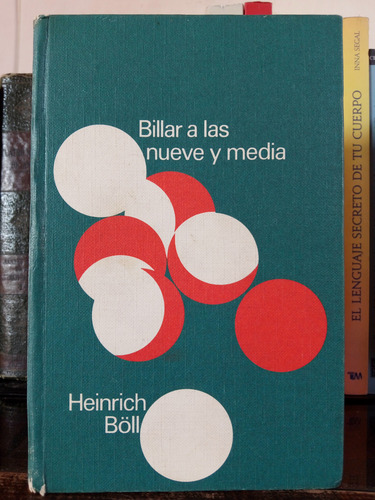 Billar a las
nueve y media
Heinrich
Böll
INNA SEGAL
EL LENGUAJE SECRETO DE TU CUERPO